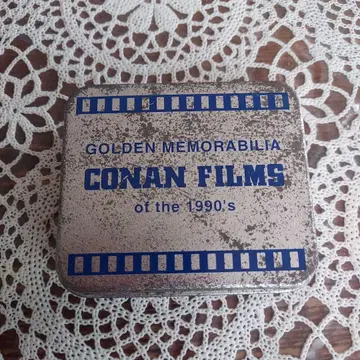 GOLDEN MEMORABILIA
CONAN FILMS
of the 1990's